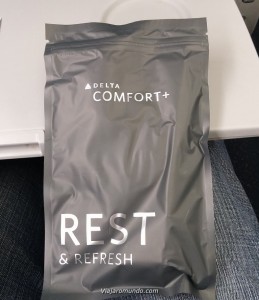 DELTA
COMFORT+
REST
& REFRESH
Viajaromundo.com